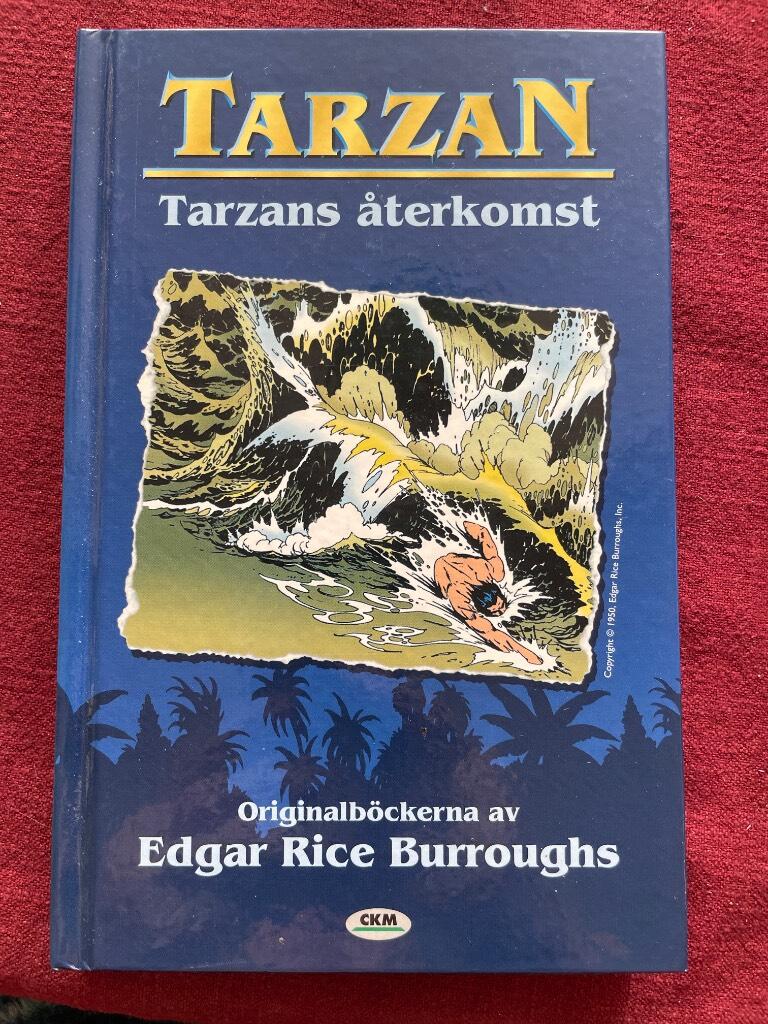 TARZAN
Tarzans återkomst
Copyright © 1950, Edgar Rice Burroughs, Inc.
Originalböckerna av
Edgar Rice Burroughs
CKM